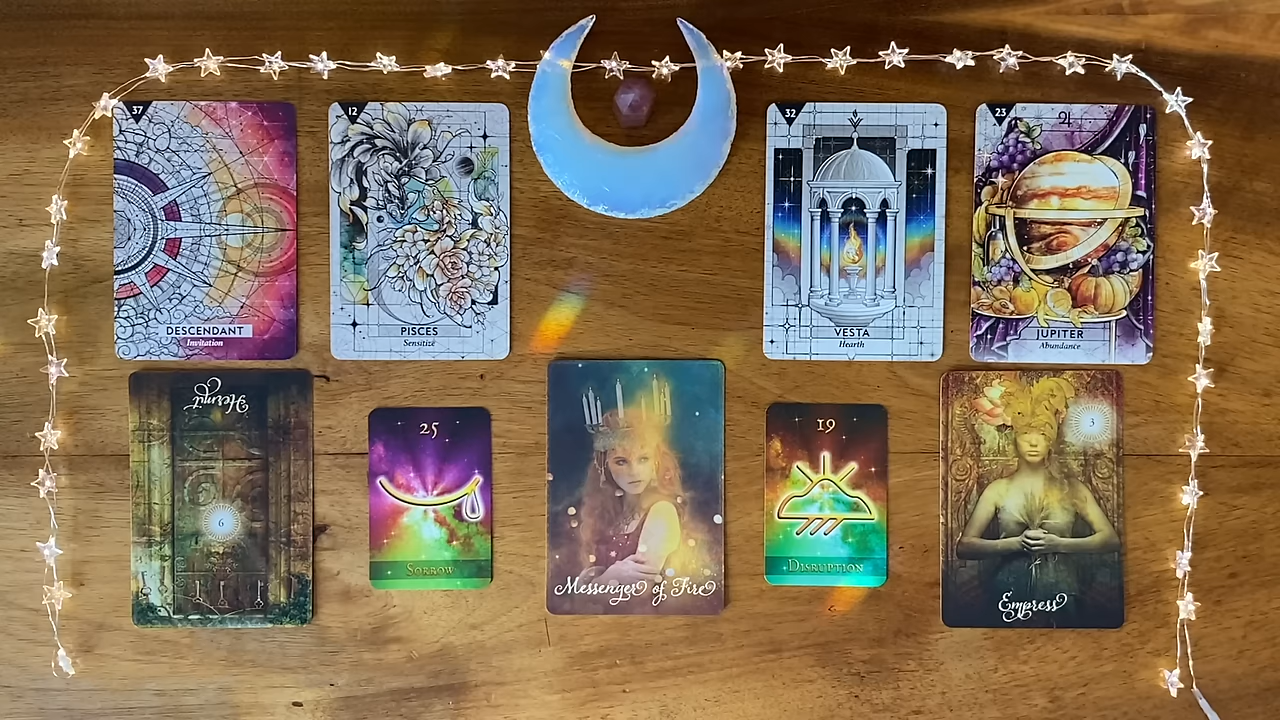 37
DESCENDANT
Invitation
12
PISCES
Sensitize
32
VESTA
Hearth
23
JUPITER
Abundance
Hermit
6
25
SORROW
Messenger of Fire
19
DISRUPTION
3
Empress